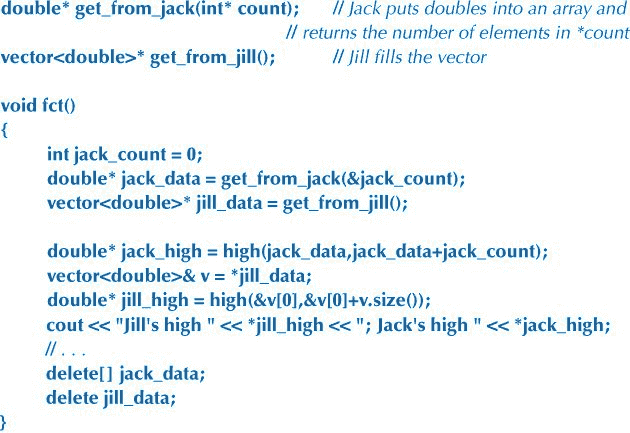 double* get_from_jack(int* count); // Jack puts doubles into an array and
// returns the number of elements in *count
vector<double>* get_from_jill(); // Jill fills the vector
void fct()
{
int jack_count = 0;
double* jack_data = get_from_jack(&jack_count);
vector<double>* jill_data = get_from_jill();
double* jack_high = high(jack_data,jack_data+jack_count);
vector<double>& v = *jill_data;
double* jill_high = high(&v[0],&v[0]+v.size());
cout << "Jill's high " << *jill_high << "; Jack's high " << *jack_high;
// . . .
delete[] jack_data;
delete jill_data;
}